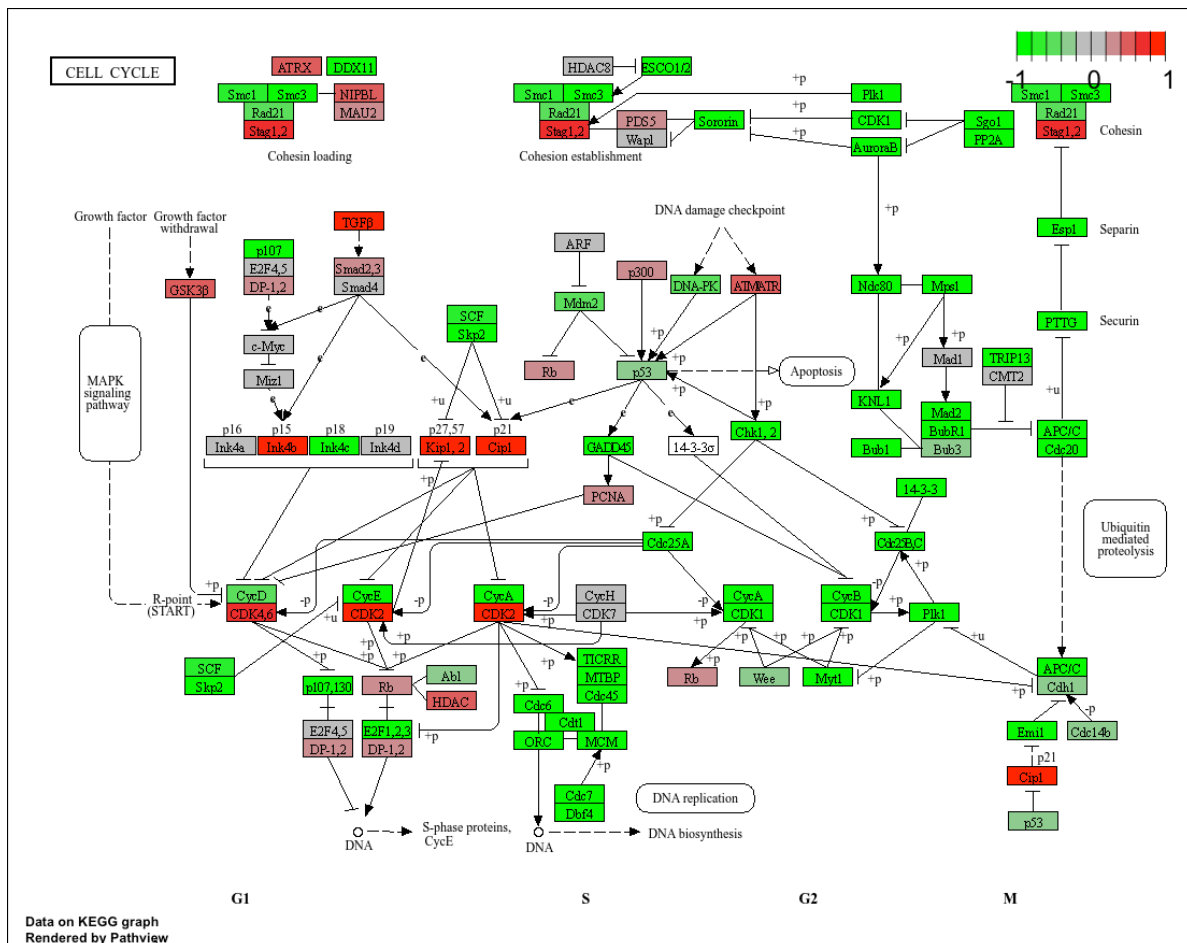 CELL CYCLE
-1 0 1
ATRX DDX11
Smc1 Smc3 NIPBL
Rad21 MAU2
Stag1,2
Cohesin loading
HDAC8 ESCO1/2
Smc1 Smc3
Rad21
Stag1,2
PDS5
Wapl
Sororin
Cohesion establishment
+p
Plk1
+p
CDK1
+p
AuroraB
Sgo1
PP2A
Smc1 Smc3
Rad21
Stag1,2
Cohesin
Growth factor
Growth factor
withdrawal
TGFβ
DNA damage checkpoint
+p
Esp1
Separin
p107
E2F4,5
DP-1,2
Smad2,3
Smad4
GSK3β
ARF
p300
DNA-PK
ATM/ATR
Ndc80
Mps1
Mdm2
SCF
Skp2
PTTG
Securin
e e
c-Myc
Miz1
e e e
MAPK
signaling
pathway
Rb
+p +p
p53
Apoptosis
+p +p
Mad1
TRIP13
CMT2
+u
KNL1
+u +u
e e e
+p
p16 p15 p18 p19
Ink4a Ink4b Ink4c Ink4d
p27,57 p21
Kip1, 2 Cip1
+p
GADD45
14-3-3σ
Chk1, 2
Mad2
BubR1
Bub3
Bub1
APC/C
Cdc20
PCNA
14-3-3
Ubiquitin
mediated
proteolysis
+p
Cdc25A
+p
Cdc25B,C
R-point
(START)
+p
CycD
CDK4,6
-p
+u
CycE
CDK2
-p
CycA
CDK2
-p
+p
CycH
CDK7
-p
+p
CycA
CDK1
-p
CycB
CDK1
+p
+p
Plk1
+u
SCF
Skp2
+p +p +p +p
+p +p
p107,130
Rb
Abl
HDAC
E2F4,5
DP-1,2
E2F1,2,3
DP-1,2
+p
TICRR
MTBP
Cdc45
+p
Cdc6
Cdt1
ORC MCM
+p
Cdc7
Dbf4
+p
Rb
Wee
Myt1
+p
APC/C
Cdh1
+p
-p
Emi1
Cdc14b
p21
Cip1
p53
DNA
S-phase proteins,
CycE
DNA
DNA replication
DNA biosynthesis
G1 S G2 M
Data on KEGG graph
Rendered by Pathview